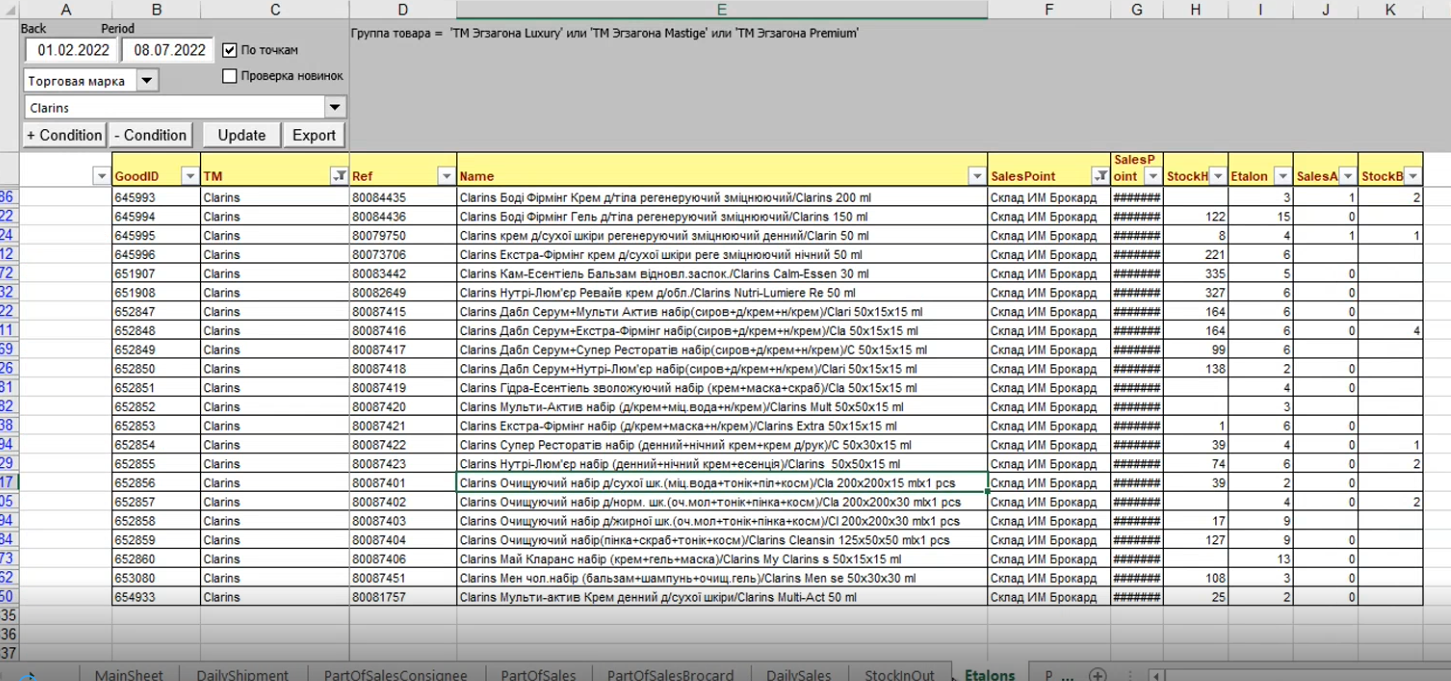 A B C D E F G H I J K
Back Period
01.02.2022 08.07.2022 По точкам
Группа товара = 'ТМ Эгзагона Luxury' или 'ТМ Эгзагона Mastige' или 'ТМ Эгзагона Premium'
Торговая марка Проверка новинок
Clarins
+ Condition - Condition Update Export
GoodID TM Ref Name SalesPoint SalesP oint StockH Etalon SalesA StockB
86 645993 Clarins 80084435 Clarins Боді Фірмінг Крем д/тіла регенеруючий зміцнюючий/Clarins 200 ml Склад ИМ Брокард ####### 3 1 2
22 645994 Clarins 80084436 Clarins Боді Фірмінг Гель д/тіла регенеруючий зміцнюючий/Clarins 150 ml Склад ИМ Брокард ####### 122 15 0
24 645995 Clarins 80079750 Clarins крем д/сухої шкіри регенеруючий зміцнюючий денний/Clarin 50 ml Склад ИМ Брокард ####### 8 4 1 1
12 645996 Clarins 80073706 Clarins Екстра-Фірмінг крем д/сухої шкіри реге зміцнюючий нічний 50 ml Склад ИМ Брокард ####### 221 6
72 651907 Clarins 80083442 Clarins Кам-Есентіель Бальзам відновл.заспок./Clarins Calm-Essen 30 ml Склад ИМ Брокард ####### 335 5 0
32 651908 Clarins 80082649 Clarins Нутрі-Люм'єр Ревайв крем д/обл./Clarins Nutri-Lumiere Re 50 ml Склад ИМ Брокард ####### 327 6 0
22 652847 Clarins 80087415 Clarins Дабл Серум+Мульти Актив набір(сиров+д/крем+н/крем)/Clari 50x15x15 ml Склад ИМ Брокард ####### 164 6 0
11 652848 Clarins 80087416 Clarins Дабл Серум+Екстра-Фірмінг набір(сиров+д/крем+н/крем)/Cla 50x15x15 ml Склад ИМ Брокард ####### 164 6 0 4
69 652849 Clarins 80087417 Clarins Дабл Серум+Супер Ресторатів набір(сиров+д/крем+н/крем)/C 50x15x15 ml Склад ИМ Брокард ####### 99 6
26 652850 Clarins 80087418 Clarins Дабл Серум+Нутрі-Люм'єр набір(сиров+д/крем+н/крем)/Clari 50x15x15 ml Склад ИМ Брокард ####### 138 2 0
81 652851 Clarins 80087419 Clarins Гідра-Есентіель зволожуючий набір (крем+маска+скраб)/Cla 50x15x15 ml Склад ИМ Брокард ####### 4 0
82 652852 Clarins 80087420 Clarins Мульти-Актив набір (д/крем+міц.вода+н/крем)/Clarins Mult 50x50x15 ml Склад ИМ Брокард ####### 3
38 652853 Clarins 80087421 Clarins Екстра-Фірмінг набір (д/крем+маска+н/крем)/Clarins Extra 50x15x15 ml Склад ИМ Брокард ####### 1 6 0
94 652854 Clarins 80087422 Clarins Супер Ресторатів набір (денний+нічний крем+крем д/рук)/C 50x30x15 ml Склад ИМ Брокард ####### 39 4 0 1
29 652855 Clarins 80087423 Clarins Нутрі-Люм'єр набір (денний+нічний крем+есенція)/Clarins 50x50x15 ml Склад ИМ Брокард ####### 74 6 0 2
17 652856 Clarins 80087401 Clarins Очищуючий набір д/сухої шк.(міц.вода+тонік+піл+косм)/Cla 200x200x15 mlx1 pcs Склад ИМ Брокард ####### 39 2 0
05 652857 Clarins 80087402 Clarins Очищуючий набір д/норм. шк.(оч.мол+тонік+пінка+косм)/Cla 200x200x30 mlx1 pcs Склад ИМ Брокард ####### 4 0 2
94 652858 Clarins 80087403 Clarins Очищуючий набір д/жирної шк.(оч.мол+тонік+пінка+косм)/Cl 200x200x30 mlx1 pcs Склад ИМ Брокард ####### 17 9
84 652859 Clarins 80087404 Clarins Очищуючий набір(пінка+скраб+тонік+косм)/Clarins Cleansin 125x50x50 mlx1 pcs Склад ИМ Брокард ####### 127 9 0
73 652860 Clarins 80087406 Clarins Май Кларанс набір (крем+гель+маска)/Clarins My Clarins s 50x15x15 ml Склад ИМ Брокард ####### 13 0
62 653080 Clarins 80087451 Clarins Мен чол.набір (бальзам+шампунь+очищ.гель)/Clarins Men se 50x30x30 ml Склад ИМ Брокард ####### 108 3 0
50 654933 Clarins 80081757 Clarins Мульти-актив Крем денний д/сухої шкіри/Clarins Multi-Act 50 ml Склад ИМ Брокард ####### 25 2 0
35
36
37
MainSheet DailyShipment PartOfSalesConsignee PartOfSales PartOfSalesBrocard DailySales StockInOut Etalons P ...